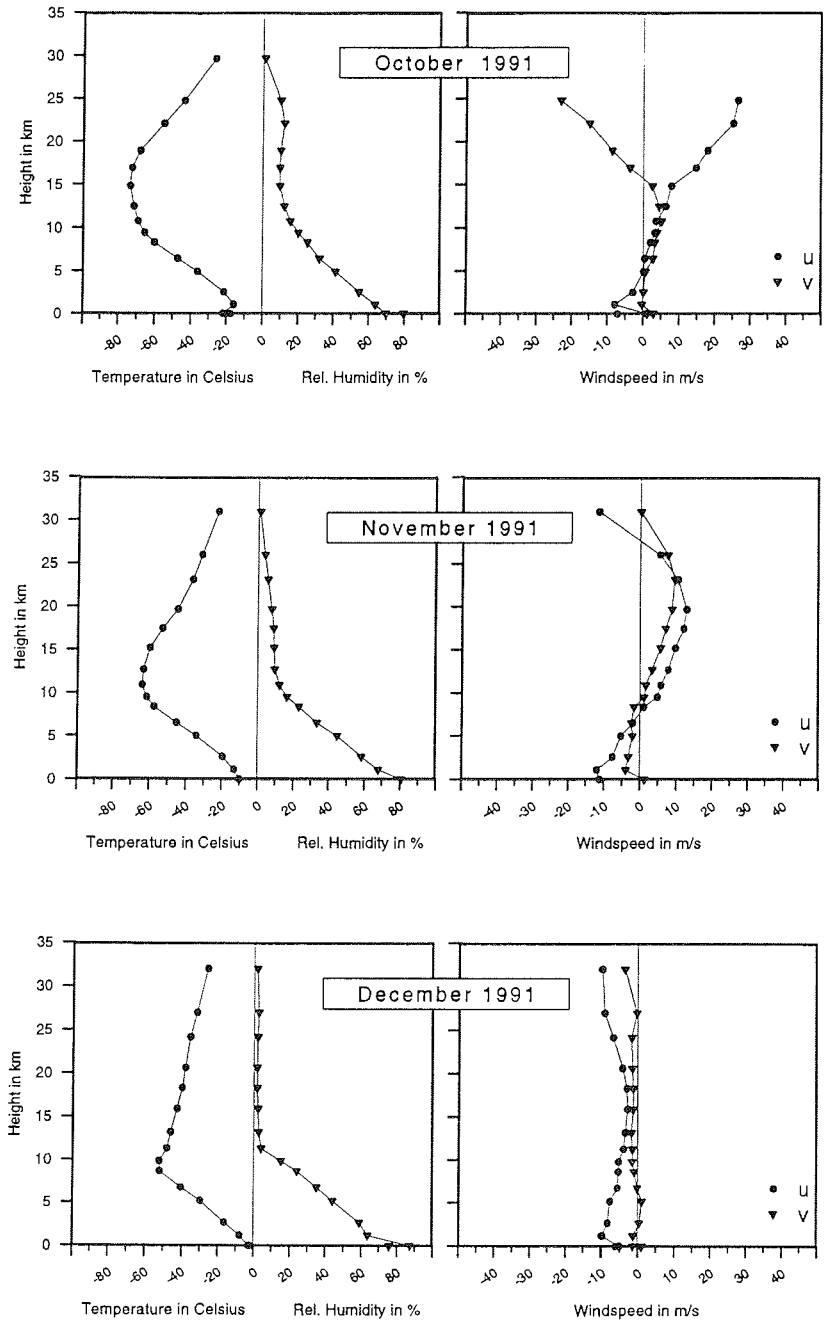 October 1991
35
30
25
20
15
10
5
0
Height in km
-80 -60 -40 -20 0 20 40 60 80
Temperature in Celsius Rel. Humidity in %
-40 -30 -20 -10 0 10 20 30 40
Windspeed in m/s
u
v
November 1991
35
30
25
20
15
10
5
0
Height in km
-80 -60 -40 -20 0 20 40 60 80
Temperature in Celsius Rel. Humidity in %
-40 -30 -20 -10 0 10 20 30 40
Windspeed in m/s
u
v
December 1991
35
30
25
20
15
10
5
0
Height in km
-80 -60 -40 -20 0 20 40 60 80
Temperature in Celsius Rel. Humidity in %
-40 -30 -20 -10 0 10 20 30 40
Windspeed in m/s
u
v